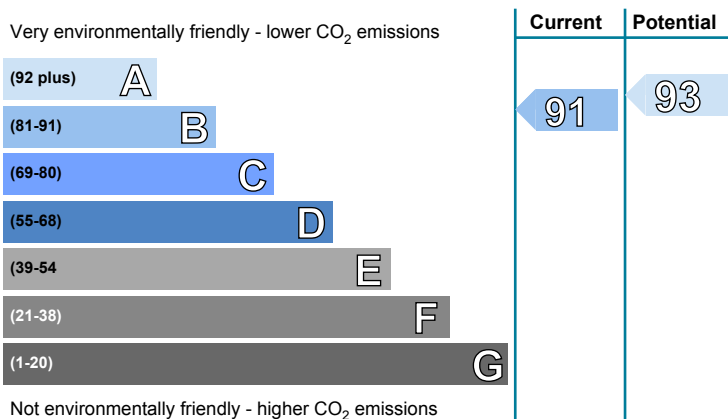 Very environmentally friendly - lower CO2 emissions
Current
Potential
(92 plus) A
(81-91) B
(69-80) C
(55-68) D
(39-54 E
(21-38) F
(1-20) G
91
93
Not environmentally friendly - higher CO2 emissions